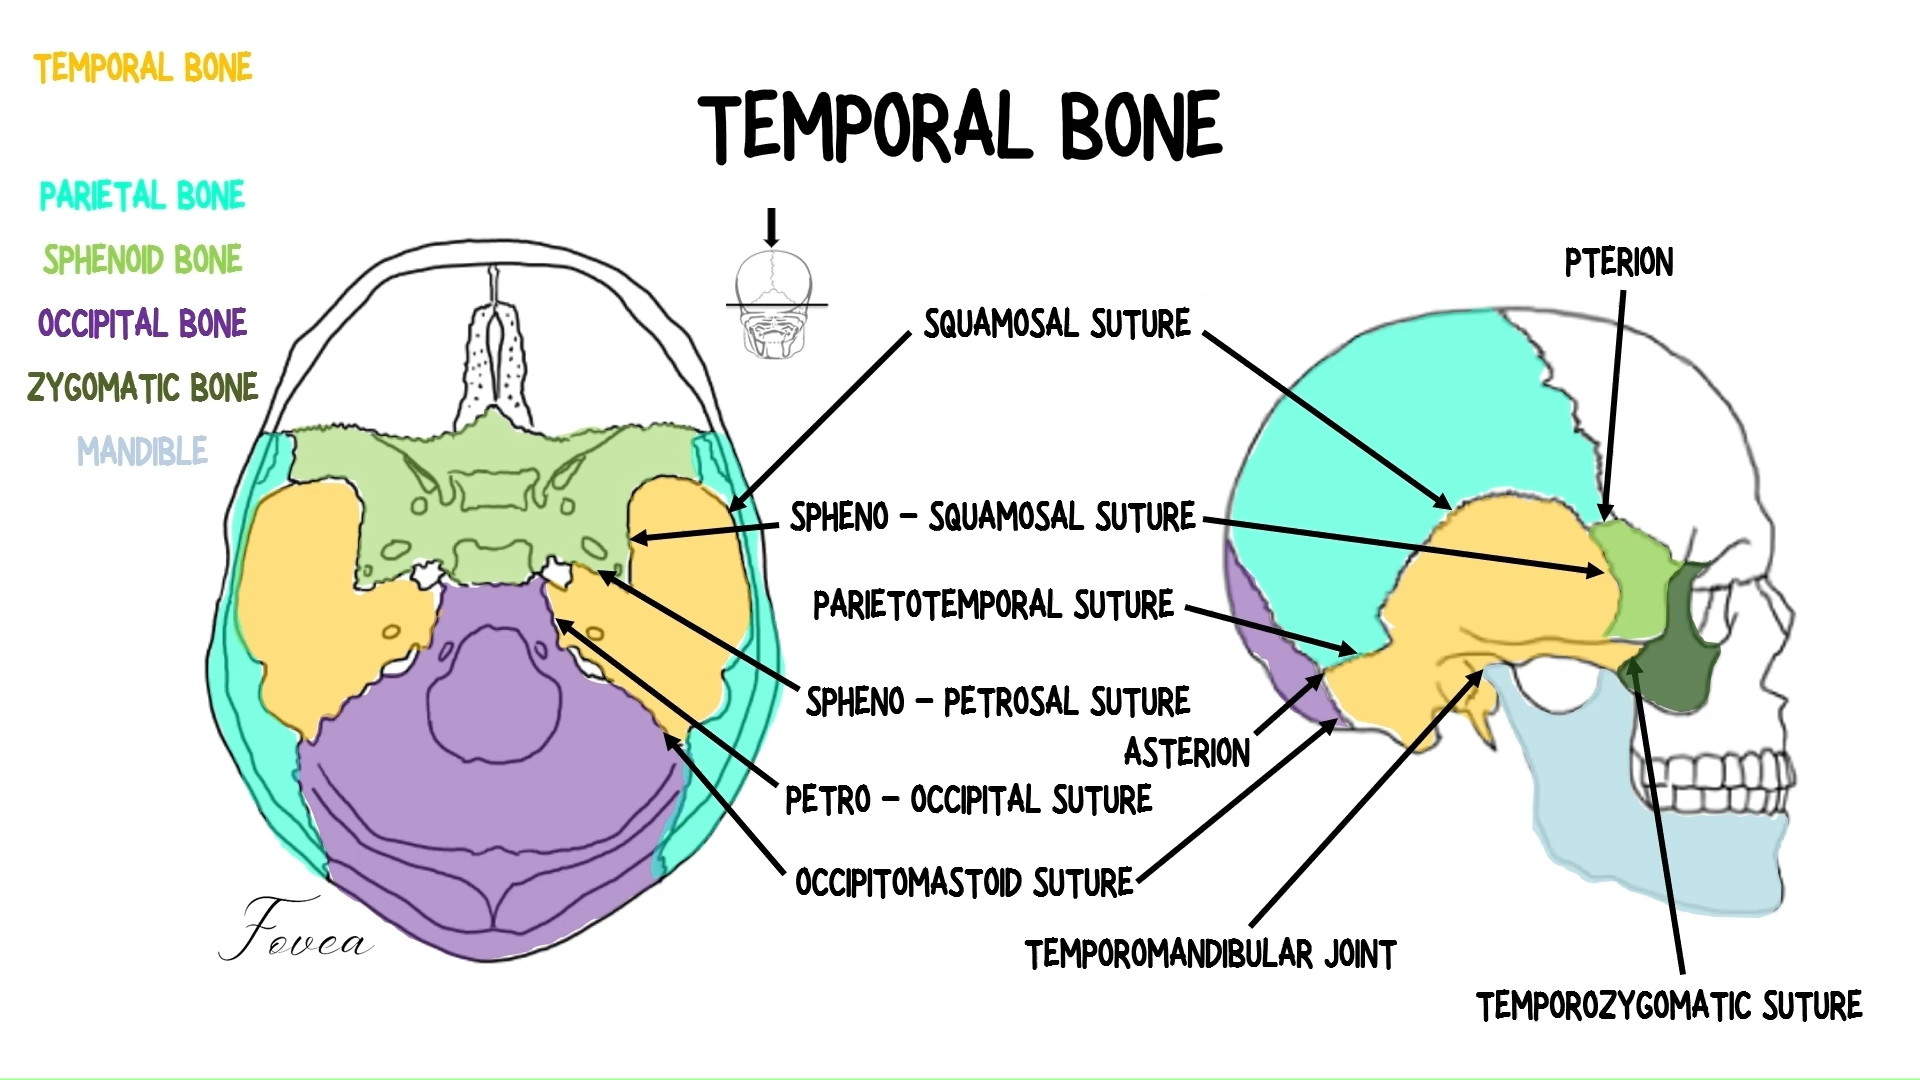 TEMPORAL BONE
TEMPORAL BONE
PARIETAL BONE
SPHENOID BONE
OCCIPITAL BONE
ZYGOMATIC BONE
MANDIBLE
PTERION
SQUAMOSAL SUTURE
SPHENO - SQUAMOSAL SUTURE
PARIETOTEMPORAL SUTURE
SPHENO - PETROSAL SUTURE
ASTERION
PETRO - OCCIPITAL SUTURE
OCCIPITOMASTOID SUTURE
TEMPOROMANDIBULAR JOINT
TEMPOROZYGOMATIC SUTURE
Fovea